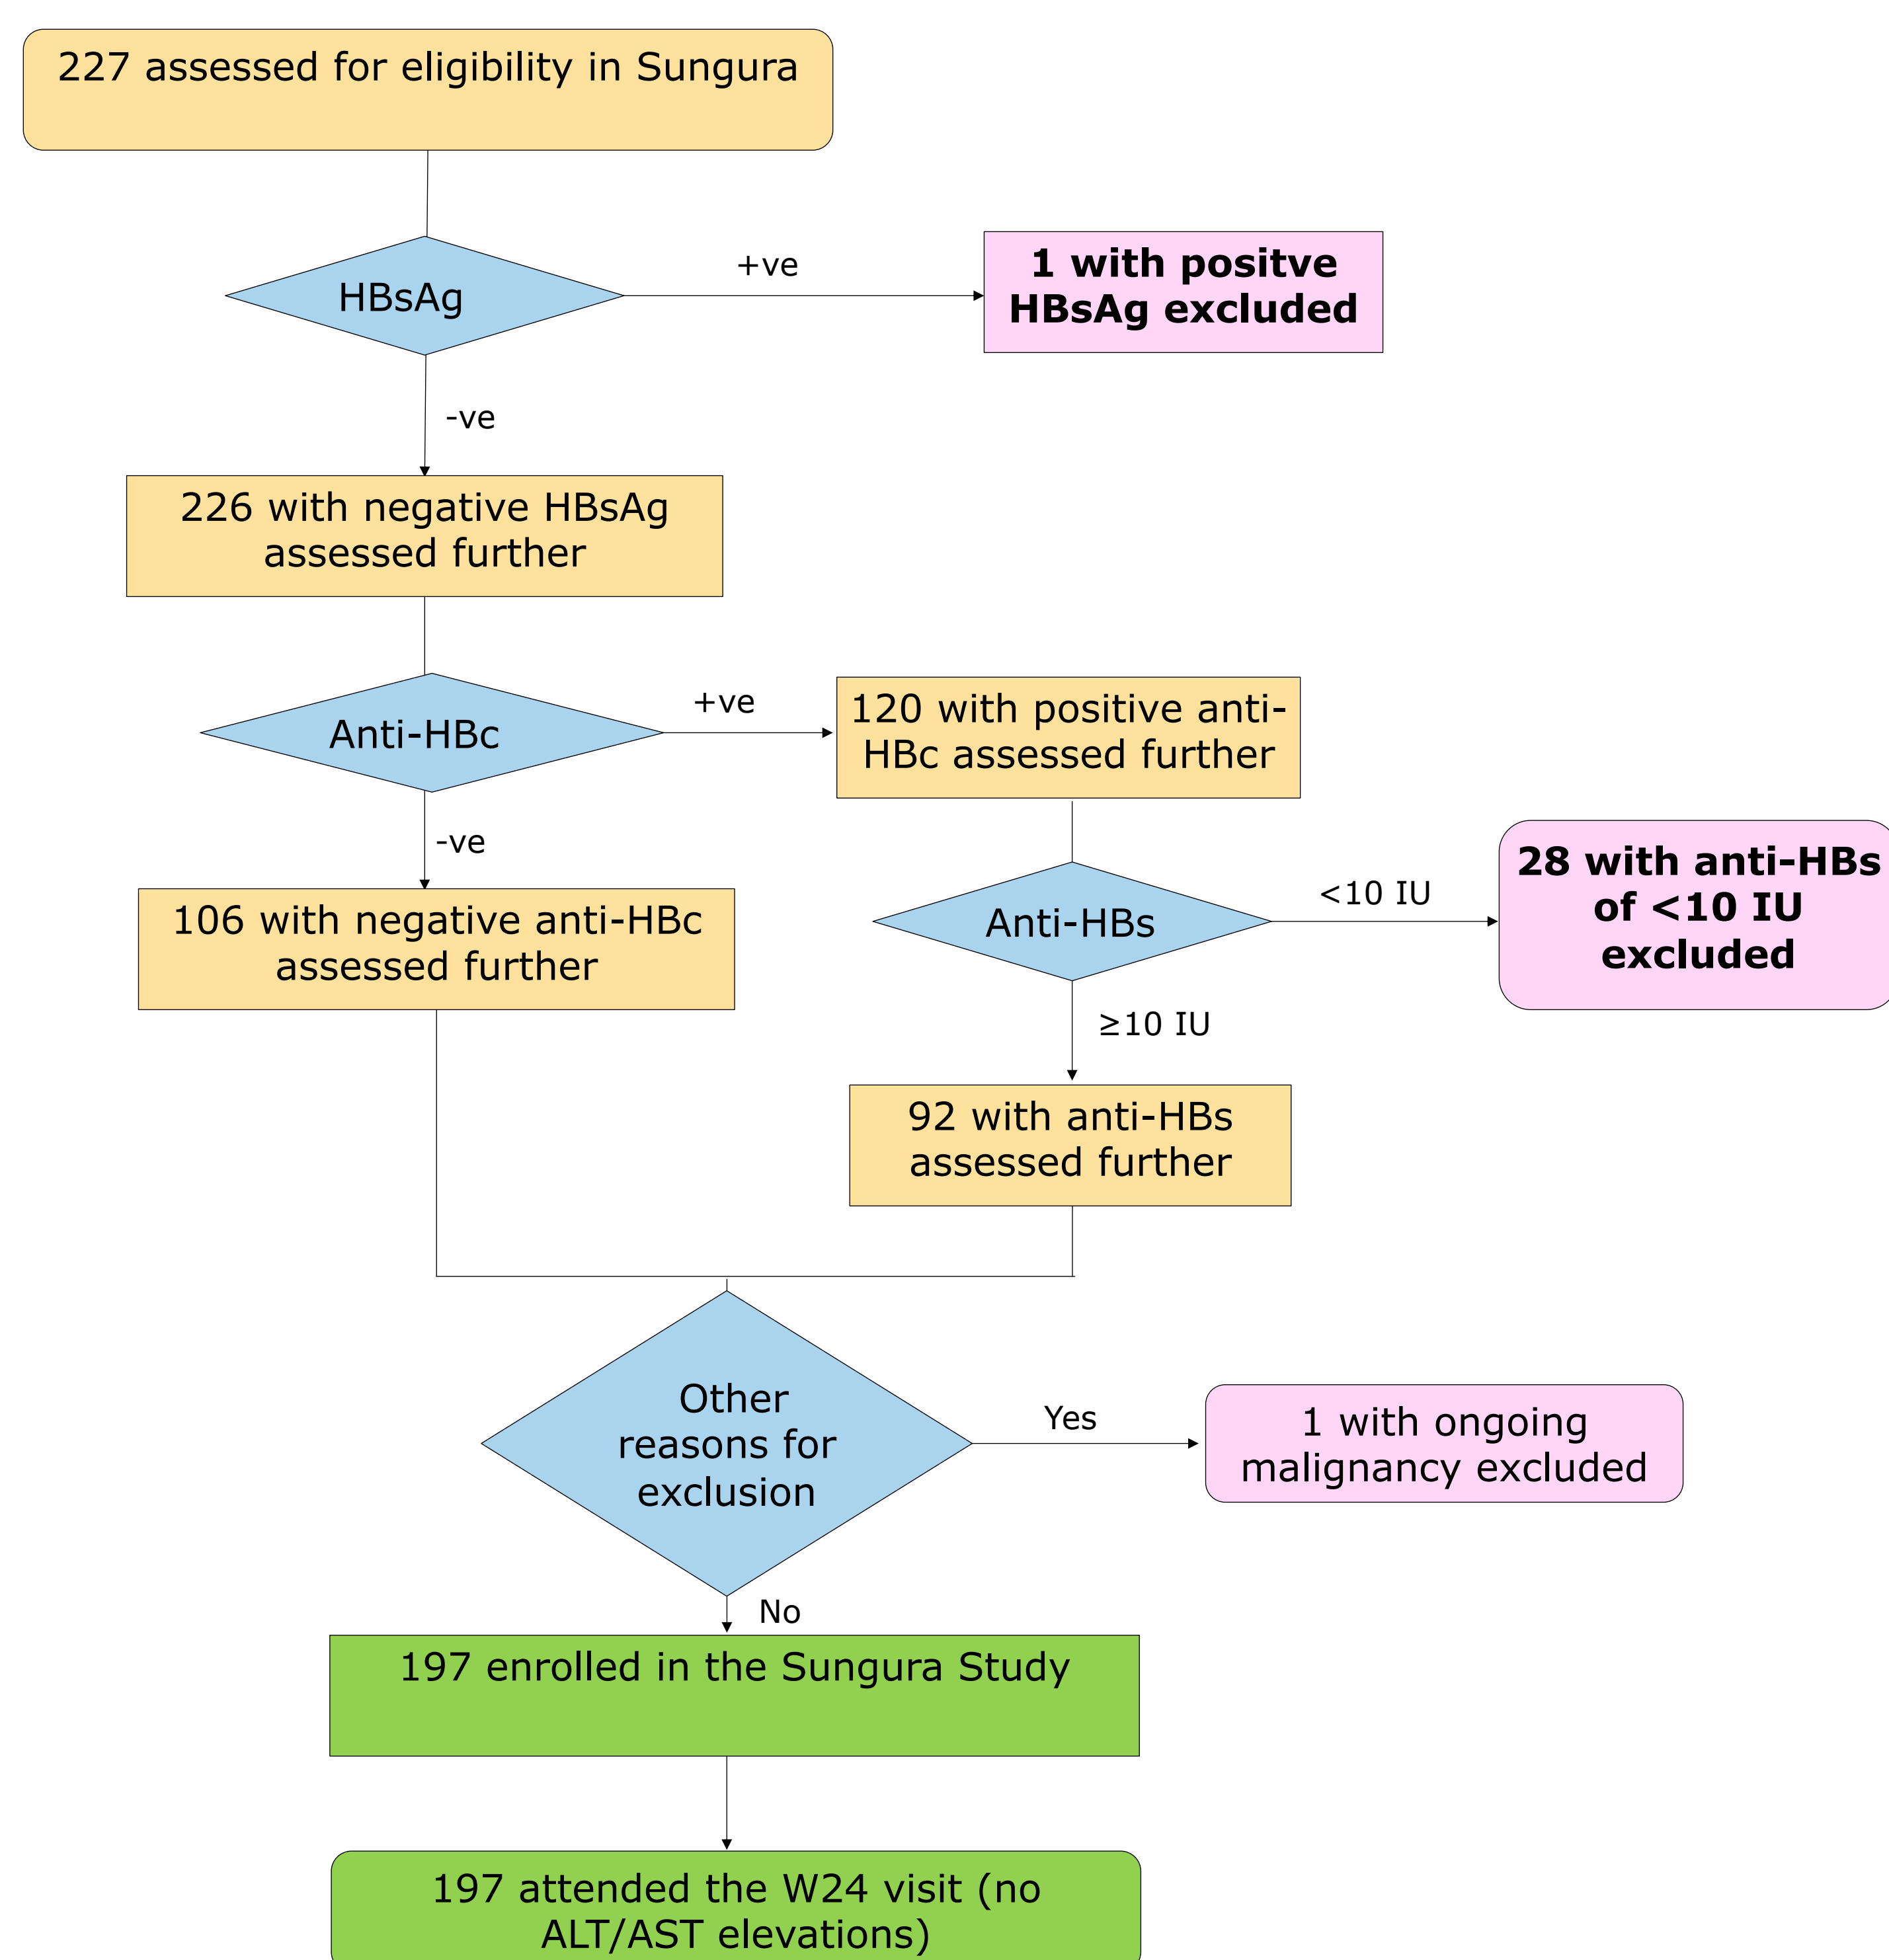 227 assessed for eligibility in Sungura
HBsAg
+ve
1 with positve
HBsAg excluded
-ve
226 with negative HBsAg
assessed further
Anti-HBc
+ve
120 with positive anti-
HBc assessed further
-ve
106 with negative anti-HBc
assessed further
Anti-HBs
<10 IU
28 with anti-HBs
of <10 IU
excluded
≥10 IU
92 with anti-HBs
assessed further
Other
reasons for
exclusion
Yes
1 with ongoing
malignancy excluded
No
197 enrolled in the Sungura Study
197 attended the W24 visit (no
ALT/AST elevations)